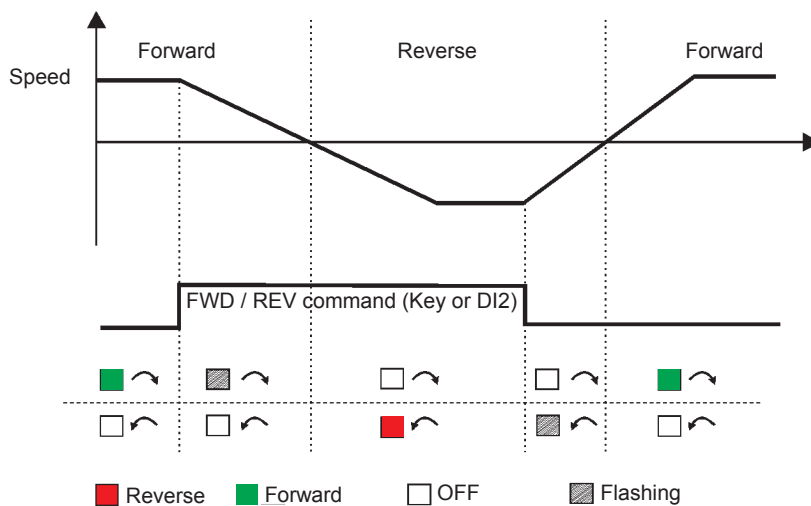 Forward
Reverse
Forward
Speed
FWD / REV command (Key or DI2)
Reverse
Forward
OFF
Flashing